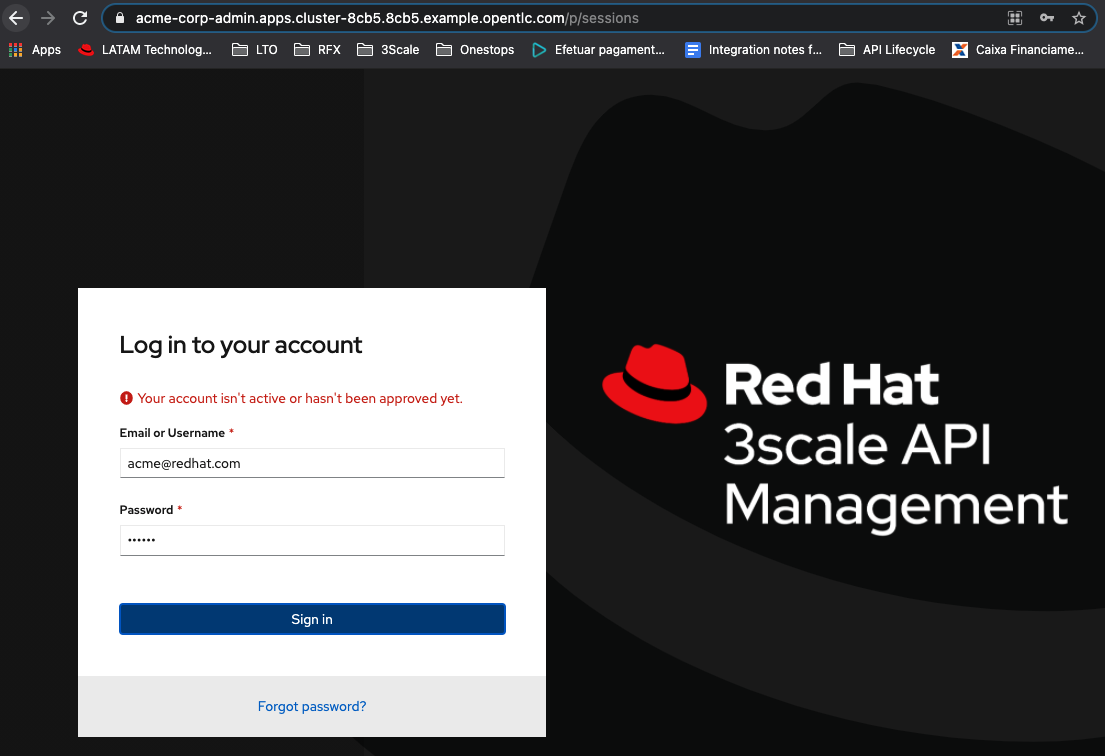 acme-corp-admin.apps.cluster-8cb5.8cb5.example.opentlc.com/p/sessions
Apps LATAM Technolog... LTO RFX 3Scale Onestops Efetuar pagament... Integration notes f... API Lifecycle Caixa Financiame...
Log in to your account
Your account isn't active or hasn't been approved yet.
Email or Username *
acme@redhat.com
Password *
••••••
Sign in
Forgot password?
Red Hat
3scale API
Management